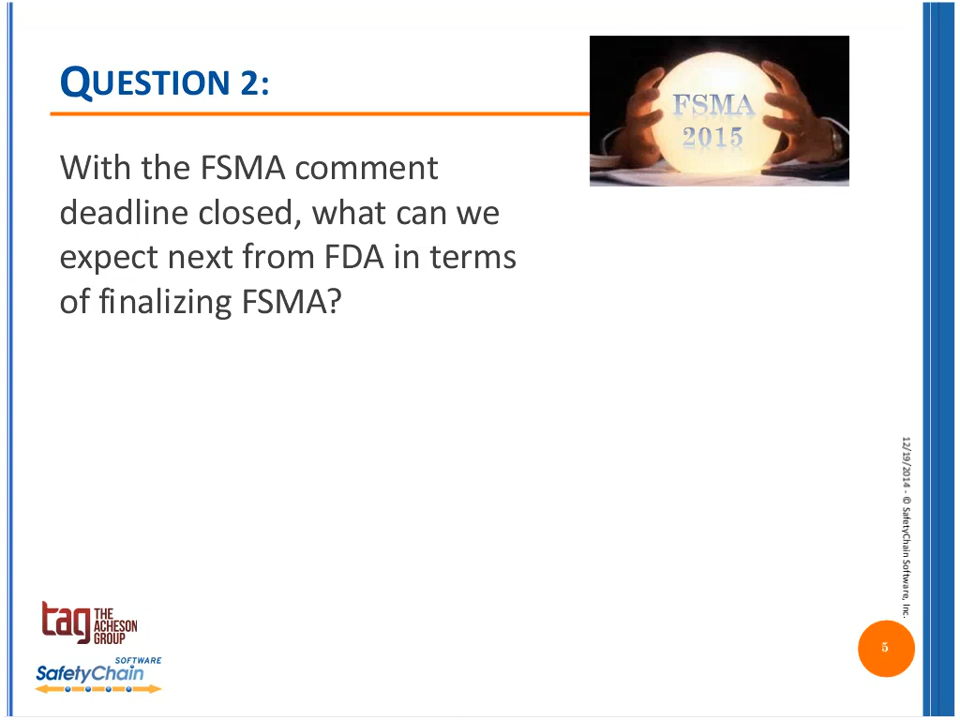 QUESTION 2:
FSMA
2015
With the FSMA comment
deadline closed, what can we
expect next from FDA in terms
of finalizing FSMA?
12/19/2014 - © SafetyChain Software, Inc.
tag THE
ACHESON
GROUP
SOFTWARE
SafetyChain
5